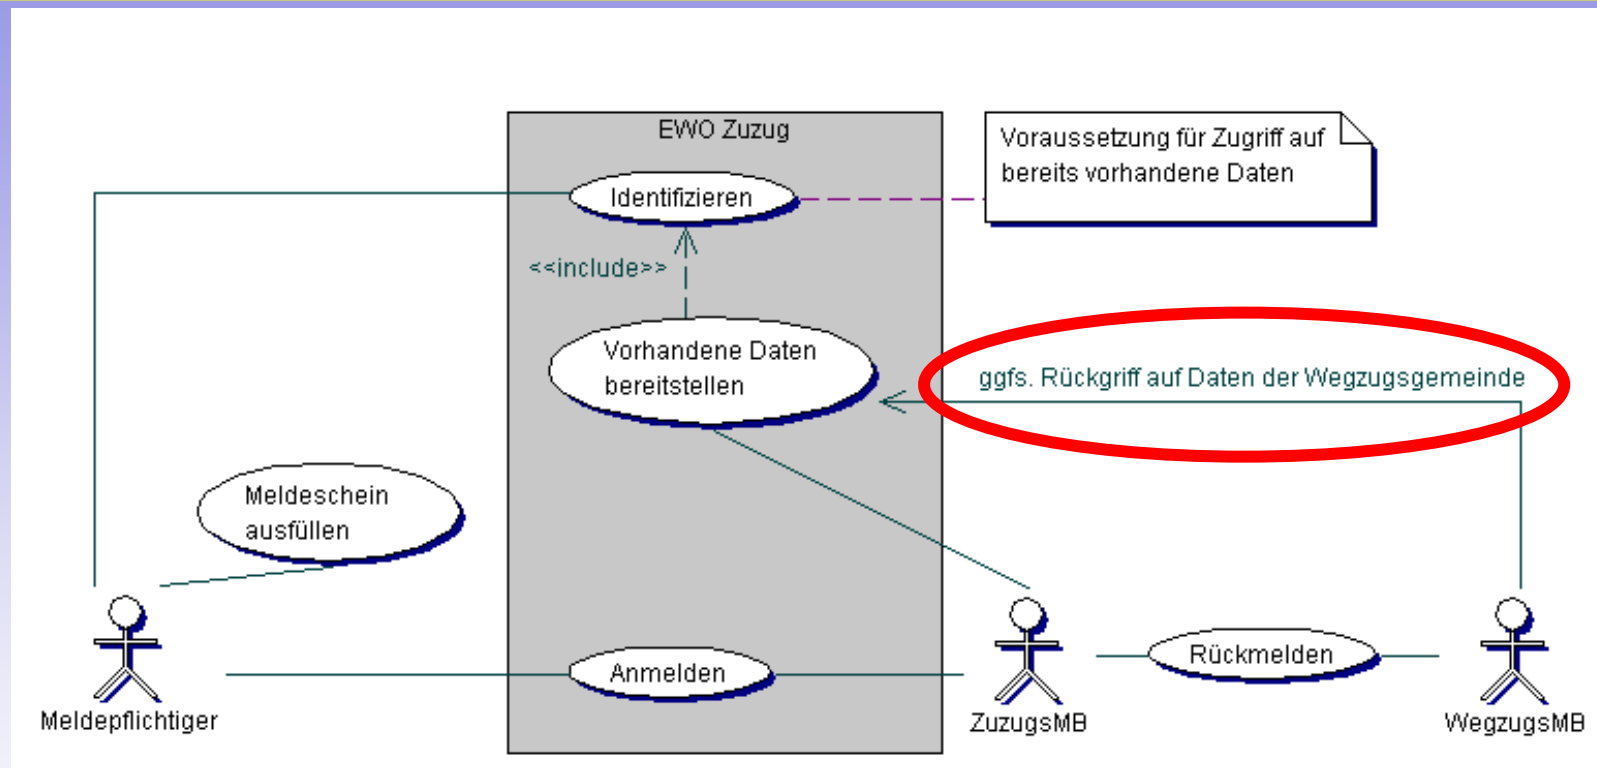 EWO Zuzug
Voraussetzung für Zugriff auf
bereits vorhandene Daten
Identifizieren
<<include>>
Vorhandene Daten
bereitstellen
ggfs. Rückgriff auf Daten der Wegzugsgemeinde
Meldeschein
ausfüllen
Anmelden
Rückmelden
Meldepflichtiger
ZuzugsMB
WegzugsMB